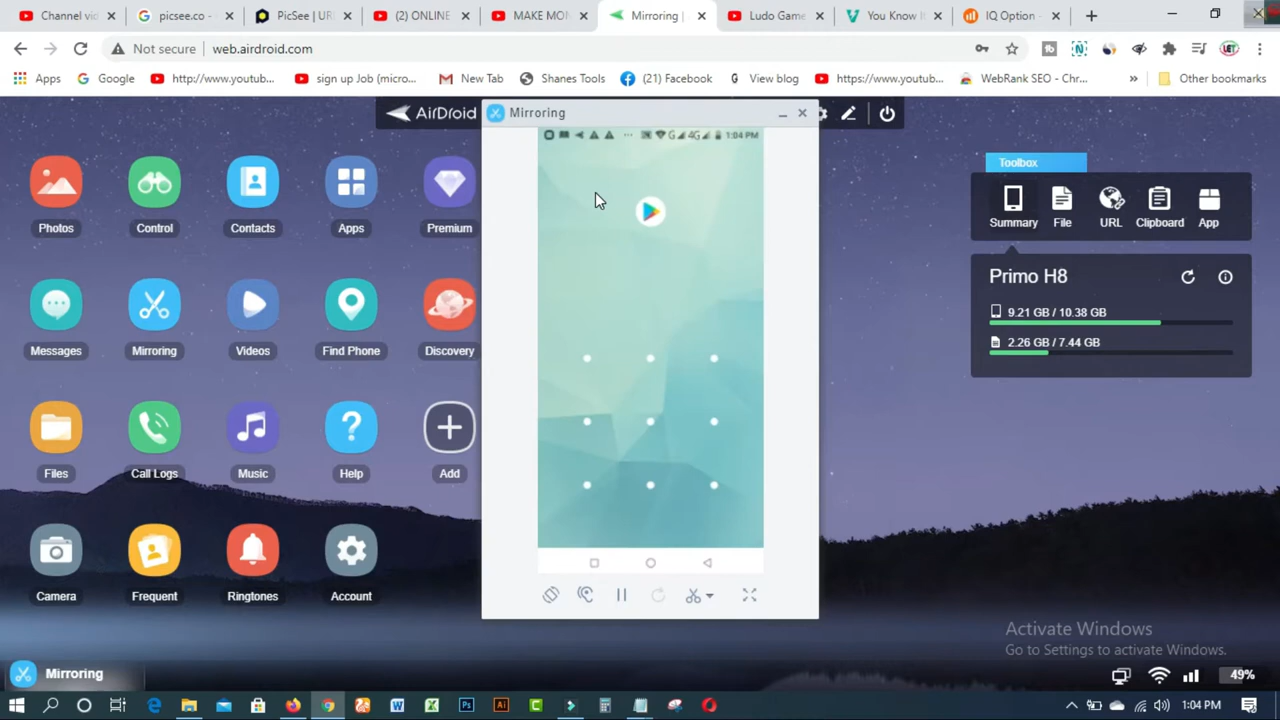 Channel vid
picsee.co -
PicSee | URL
(2) ONLINE
MAKE MON
Mirroring |
Ludo Game
You Know It
IQ Option -
Not secure
web.airdroid.com
Apps
Google
http://www.youtub...
sign up Job (micro...
New Tab
Shanes Tools
(21) Facebook
View blog
https://www.youtub...
WebRank SEO - Chr...
»
Other bookmarks
AirDroid
Mirroring
G 4G 1:04 PM
Photos
Control
Contacts
Apps
Premium
Messages
Mirroring
Videos
Find Phone
Discovery
Files
Call Logs
Music
Help
Add
Camera
Frequent
Ringtones
Account
Toolbox
Summary
File
URL
Clipboard
App
Primo H8
9.21 GB / 10.38 GB
2.26 GB / 7.44 GB
Activate Windows
Go to Settings to activate Windows.
Mirroring
49%
1:04 PM